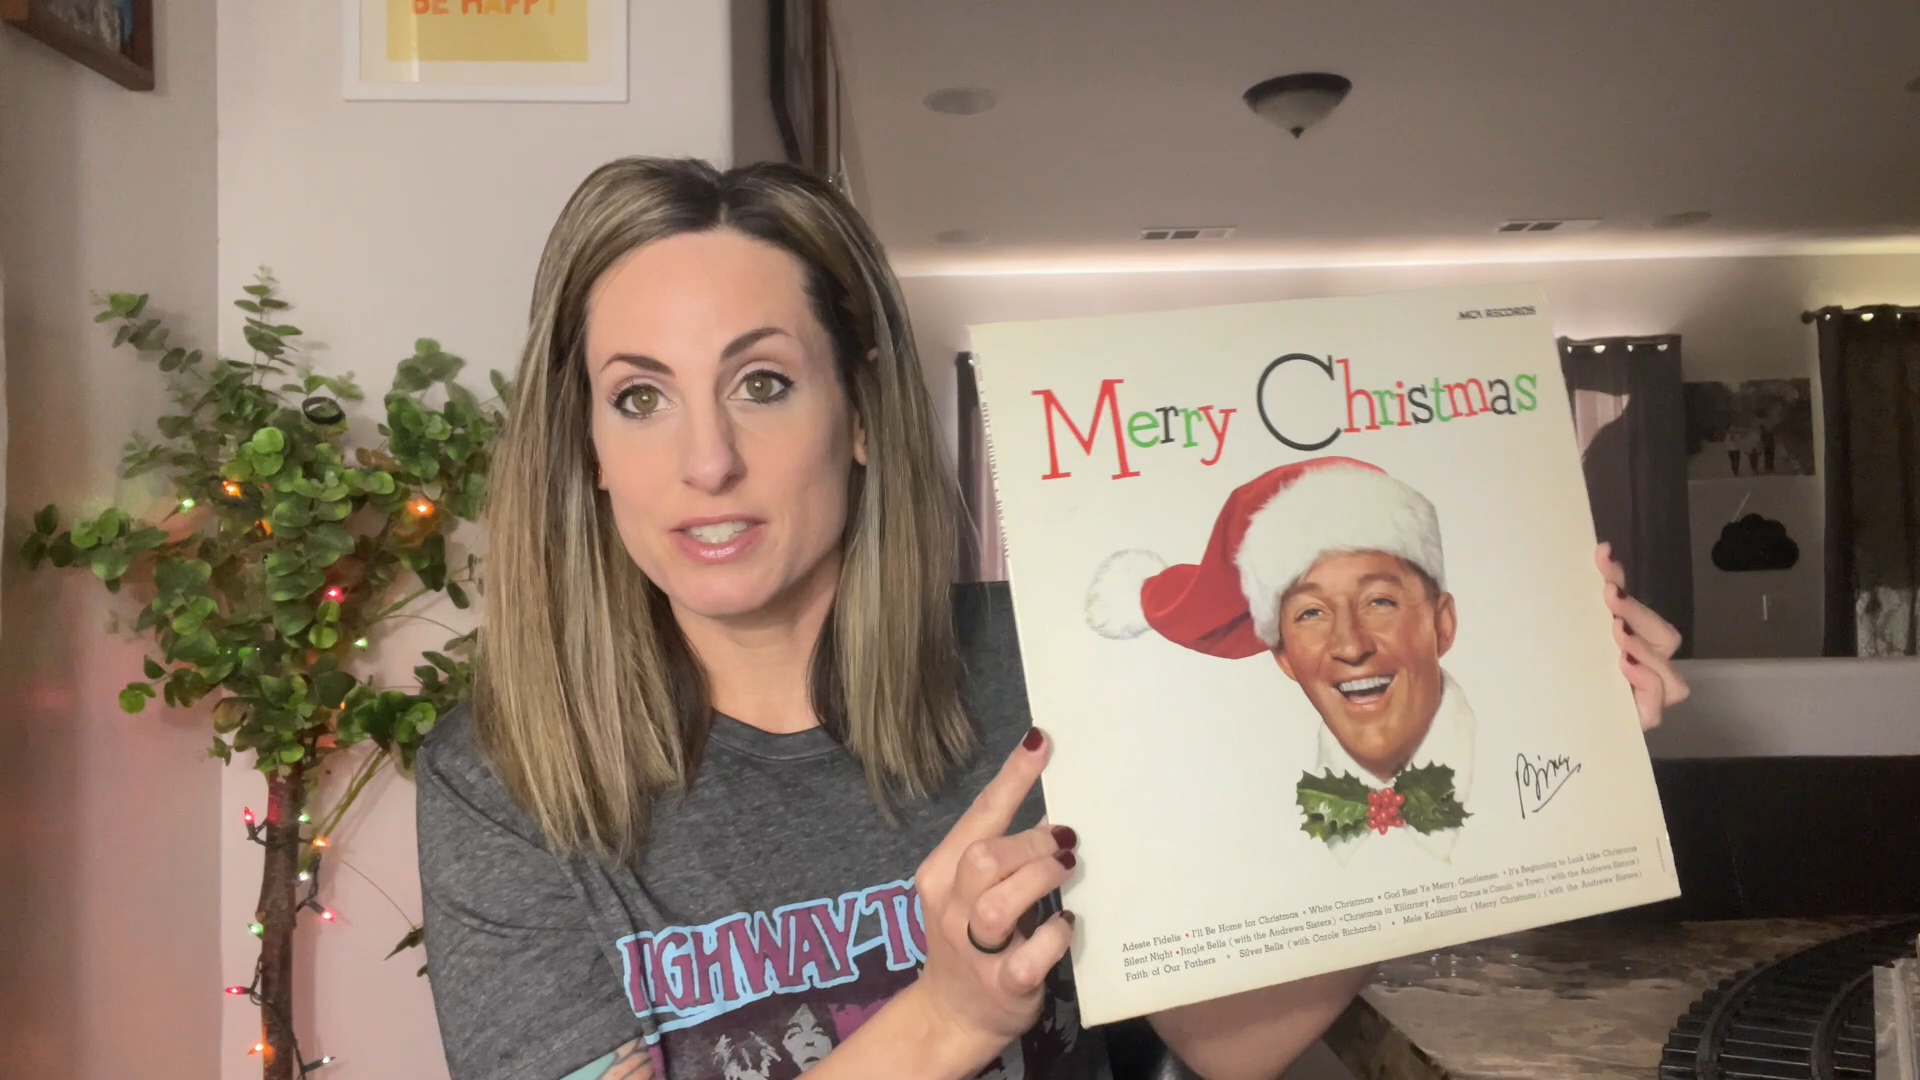 BE HAPPY
MCA RECORDS
Merry Christmas
Bing
Adeste Fidelis • I'll Be Home for Christmas • White Christmas • God Rest Ye Merry, Gentlemen • It's Beginning to Look Like Christmas
Silent Night • Jingle Bells (with the Andrews Sisters) • Christmas in Killarney • Santa Claus is Comin' to Town (with the Andrews Sisters)
Faith of Our Fathers • Silver Bells (with Carole Richards) • Mele Kalikimaka (Merry Christmas) (with the Andrews Sisters)
HIGHWAY TO